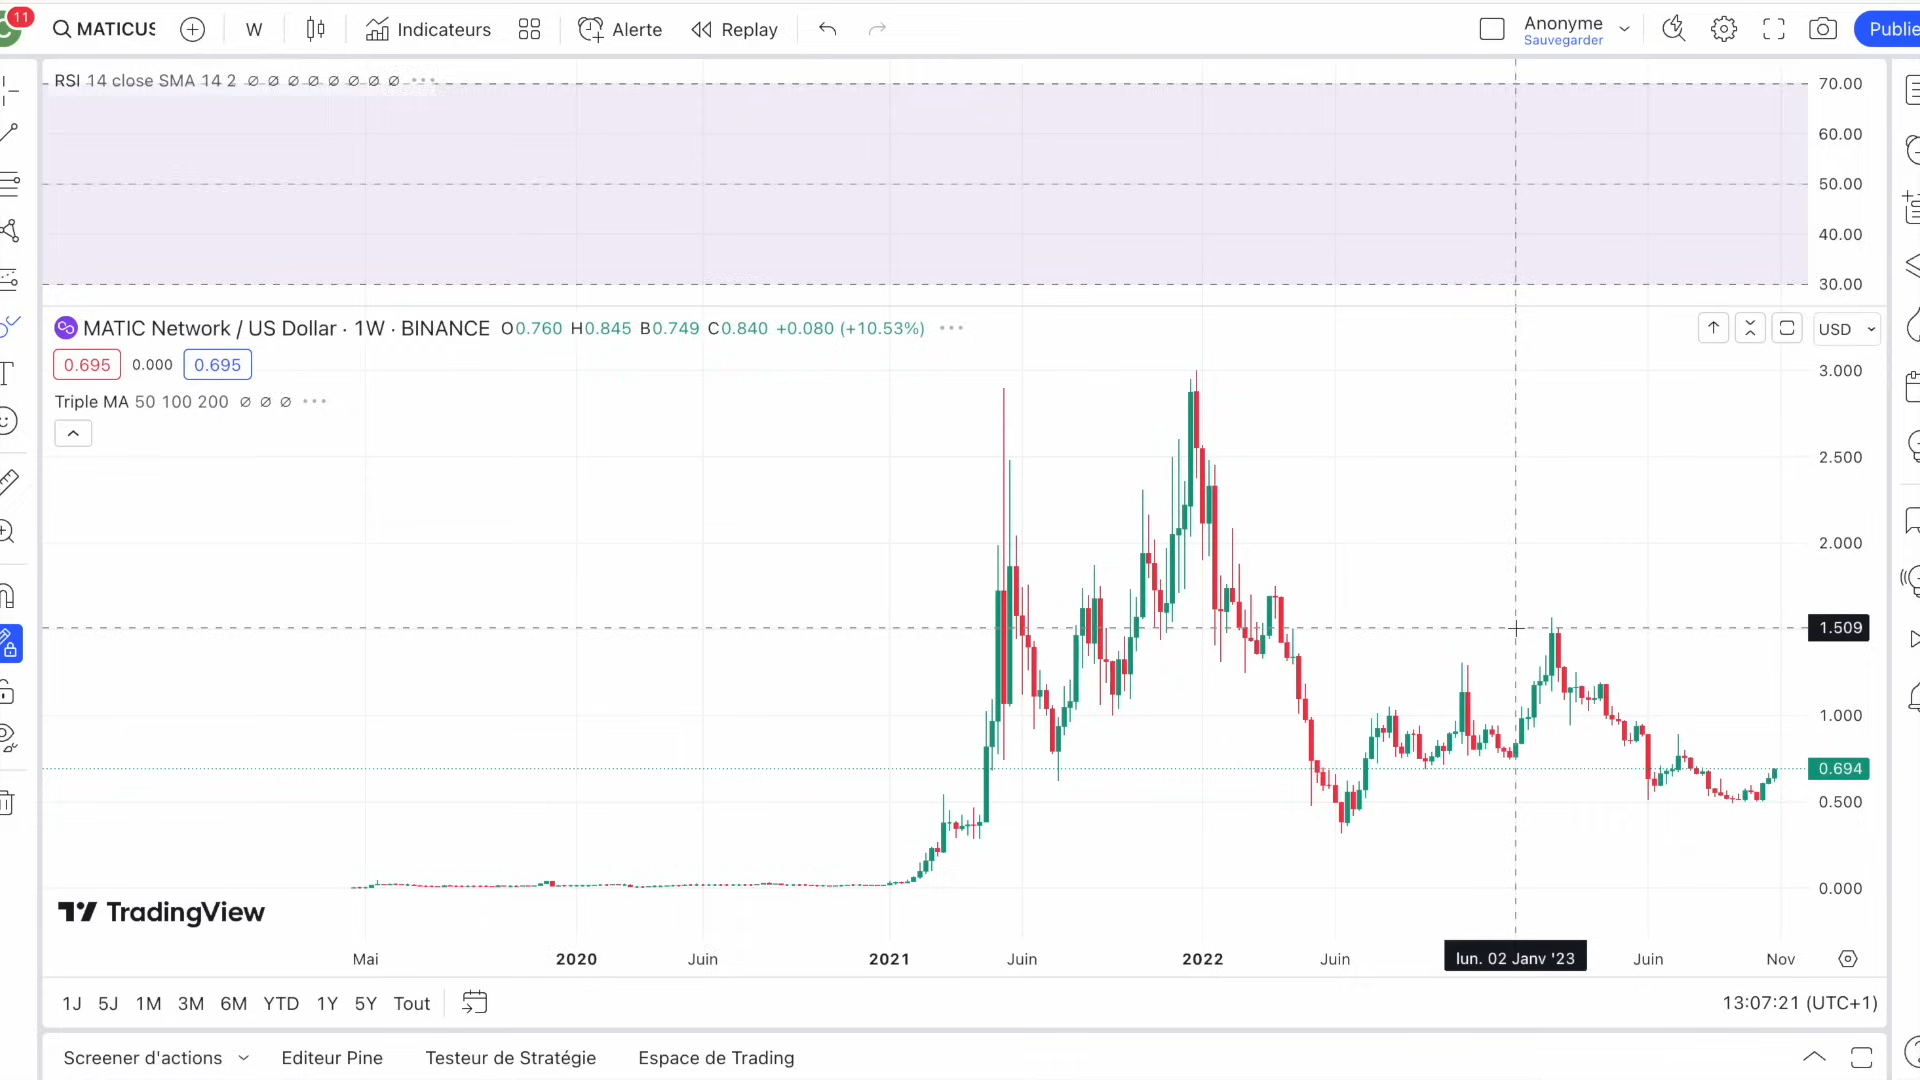 11
MATICUS
W
Indicateurs
Alerte
Replay
Anonyme
Sauvegarder
Publie
RSI 14 close SMA 14 2 ∅ ∅ ∅ ∅ ∅ ∅ ∅ ∅
70.00
60.00
50.00
40.00
30.00
MATIC Network / US Dollar · 1W · BINANCE O0.760 H0.845 B0.749 C0.840 +0.080 (+10.53%)
USD
0.695 0.000 0.695
Triple MA 50 100 200 ∅ ∅ ∅
3.000
2.500
2.000
1.509
1.000
0.694
0.500
0.000
TradingView
Mai 2020 Juin 2021 Juin 2022 Juin lun. 02 Janv '23 Juin Nov
1J 5J 1M 3M 6M YTD 1Y 5Y Tout
13:07:21 (UTC+1)
Screener d'actions Editeur Pine Testeur de Stratégie Espace de Trading